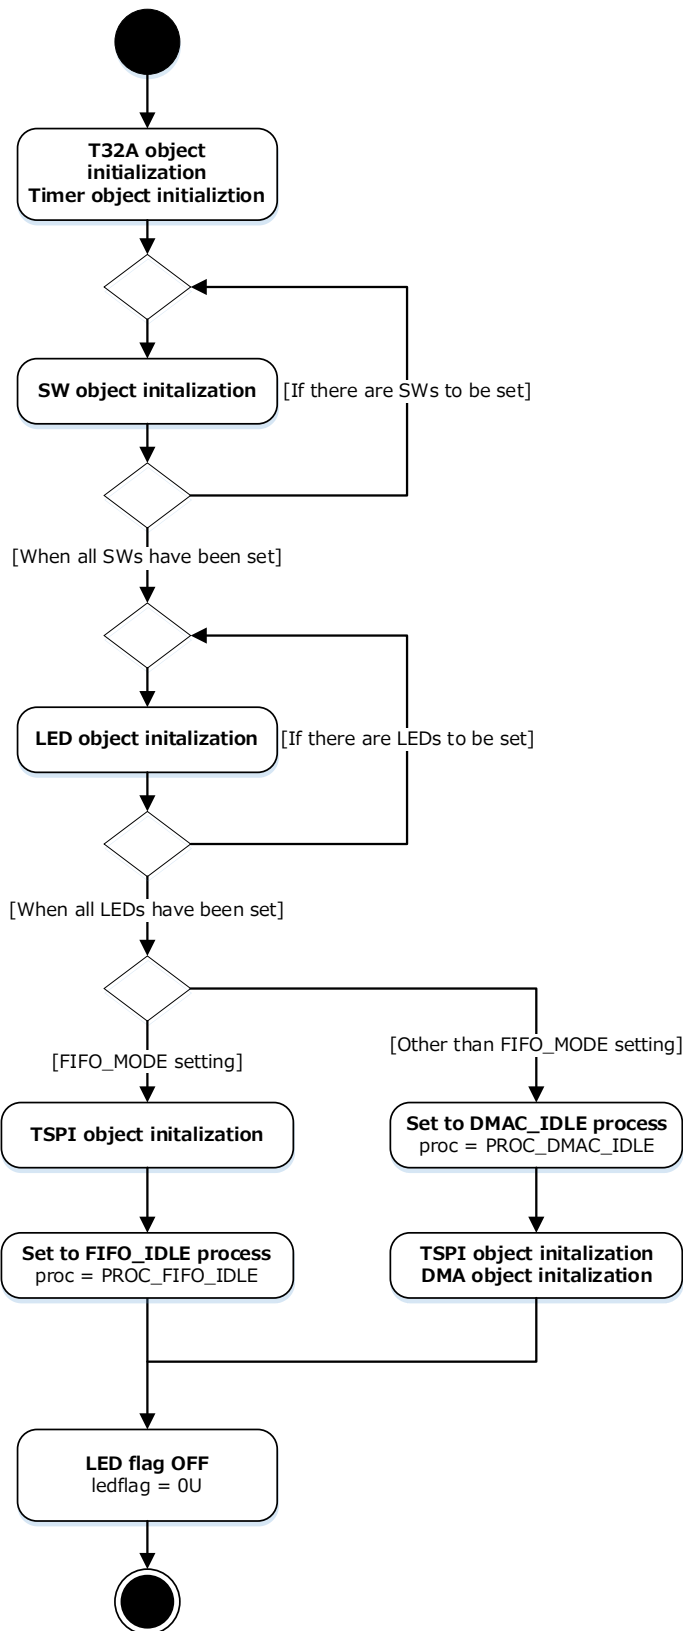 T32A object
initialization
Timer object initializtion
SW object initalization
[If there are SWs to be set]
[When all SWs have been set]
LED object initalization
[If there are LEDs to be set]
[When all LEDs have been set]
[FIFO_MODE setting]
[Other than FIFO_MODE setting]
TSPI object initalization
Set to DMAC_IDLE process
proc = PROC_DMAC_IDLE
Set to FIFO_IDLE process
proc = PROC_FIFO_IDLE
TSPI object initalization
DMA object initalization
LED flag OFF
ledflag = 0U